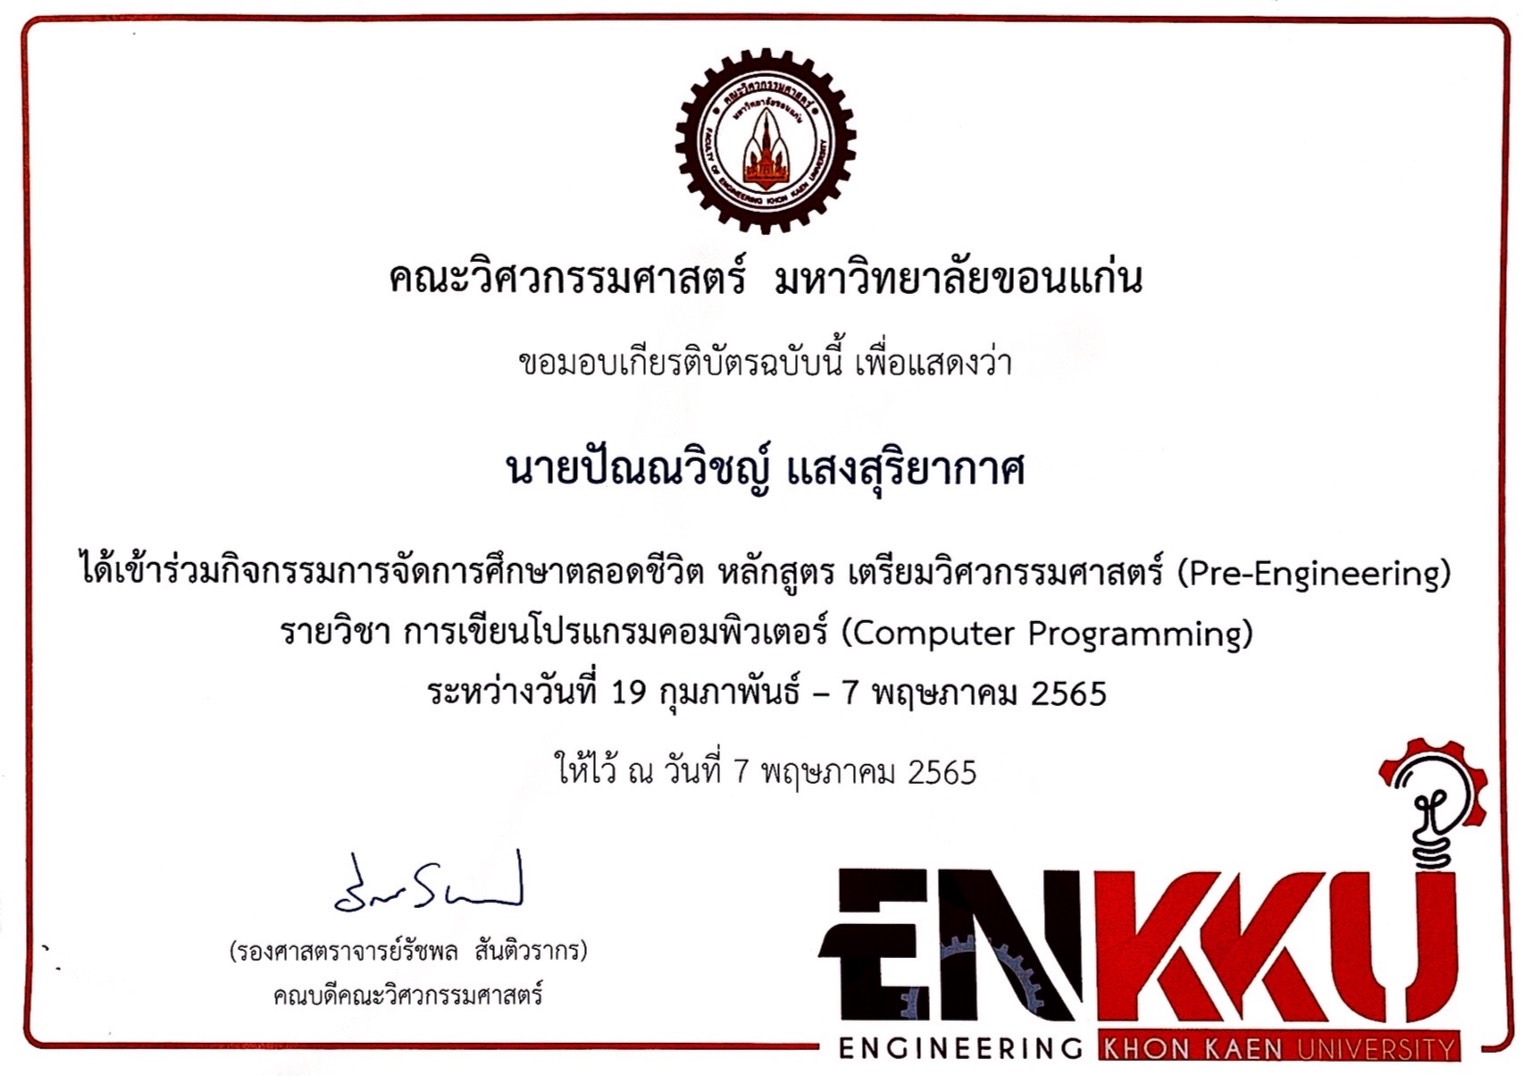 คณะวิศวกรรมศาสตร์
มหาวิทยาลัยขอนแก่น
FACULTY OF ENGINEERING KHON KAEN UNIVERSITY
คณะวิศวกรรมศาสตร์ มหาวิทยาลัยขอนแก่น
ขอมอบเกียรติบัตรฉบับนี้ เพื่อแสดงว่า
นายปัณณวิชญ์ แสงสุริยากาศ
ได้เข้าร่วมกิจกรรมการจัดการศึกษาตลอดชีวิต หลักสูตร เตรียมวิศวกรรมศาสตร์ (Pre-Engineering)
รายวิชา การเขียนโปรแกรมคอมพิวเตอร์ (Computer Programming)
ระหว่างวันที่ 19 กุมภาพันธ์ – 7 พฤษภาคม 2565
ให้ไว้ ณ วันที่ 7 พฤษภาคม 2565
(รองศาสตราจารย์รัชพล สันติวรากร)
คณบดีคณะวิศวกรรมศาสตร์
ENKKU
ENGINEERING KHON KAEN UNIVERSITY